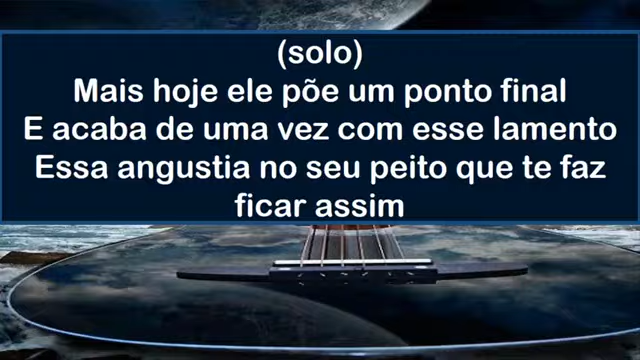 (solo)
Mais hoje ele põe um ponto final
E acaba de uma vez com esse lamento
Essa angustia no seu peito que te faz
ficar assim